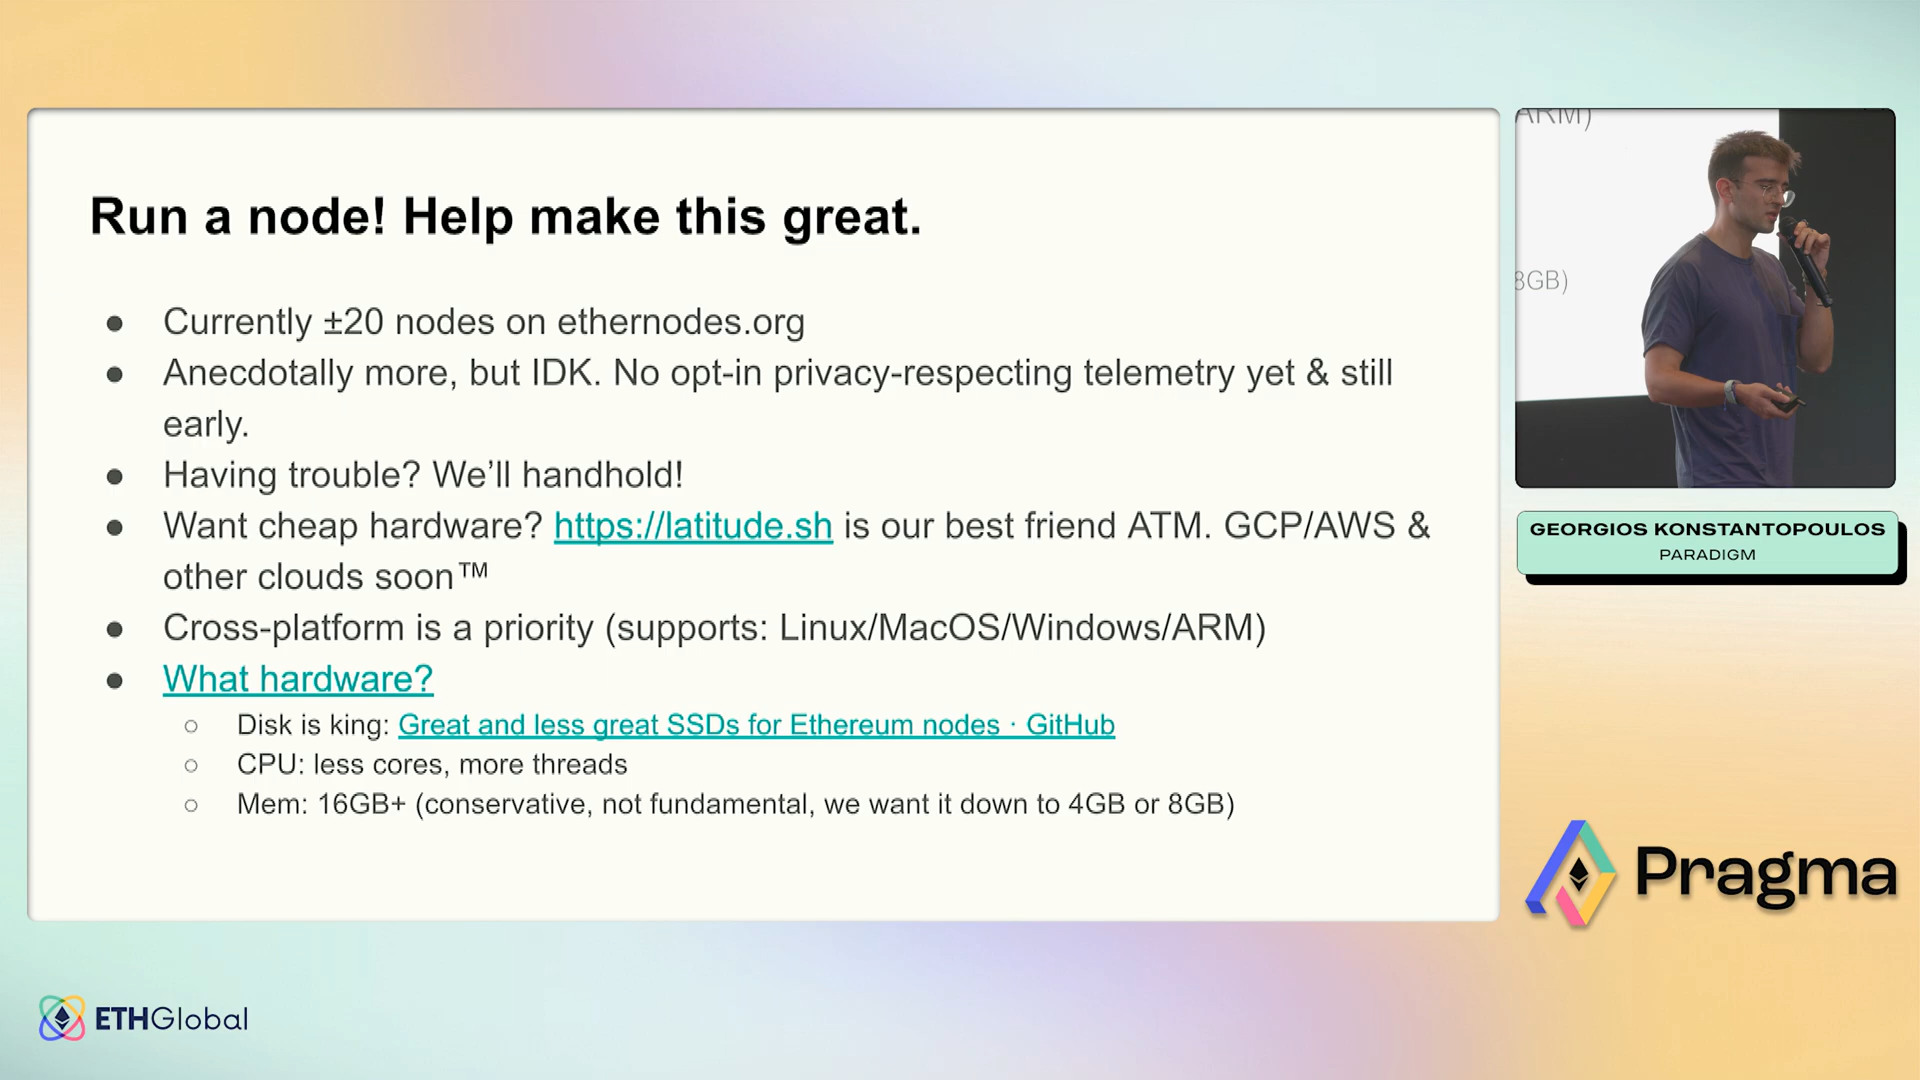 Run a node! Help make this great.
● Currently ±20 nodes on ethernodes.org
● Anecdotally more, but IDK. No opt-in privacy-respecting telemetry yet & still
early.
● Having trouble? We’ll handhold!
● Want cheap hardware? https://latitude.sh is our best friend ATM. GCP/AWS &
other clouds soon™
● Cross-platform is a priority (supports: Linux/MacOS/Windows/ARM)
● What hardware?
○ Disk is king: Great and less great SSDs for Ethereum nodes · GitHub
○ CPU: less cores, more threads
○ Mem: 16GB+ (conservative, not fundamental, we want it down to 4GB or 8GB)
ARM)
8GB)
GEORGIOS KONSTANTOPOULOS
PARADIGM
Pragma
ETHGlobal